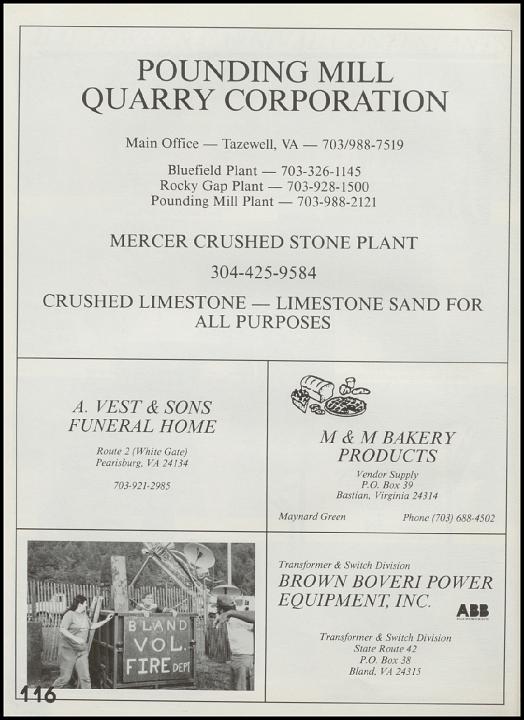 POUNDING MILL
QUARRY CORPORATION
Main Office — Tazewell, VA — 703/988-7519
Bluefield Plant — 703-326-1145
Rocky Gap Plant — 703-928-1500
Pounding Mill Plant — 703-988-2121
MERCER CRUSHED STONE PLANT
304-425-9584
CRUSHED LIMESTONE — LIMESTONE SAND FOR
ALL PURPOSES
A. VEST & SONS
FUNERAL HOME
Route 2 (White Gate)
Pearisburg, VA 24134
703-921-2985
M & M BAKERY
PRODUCTS
Vendor Supply
P.O. Box 39
Bastian, Virginia 24314
Maynard Green Phone (703) 688-4502
BLAND
VOL.
FIRE DEPT
Transformer & Switch Division
BROWN BOVERI POWER
EQUIPMENT, INC.
ABB
Transformer & Switch Division
State Route 42
P.O. Box 38
Bland, VA 24315
116